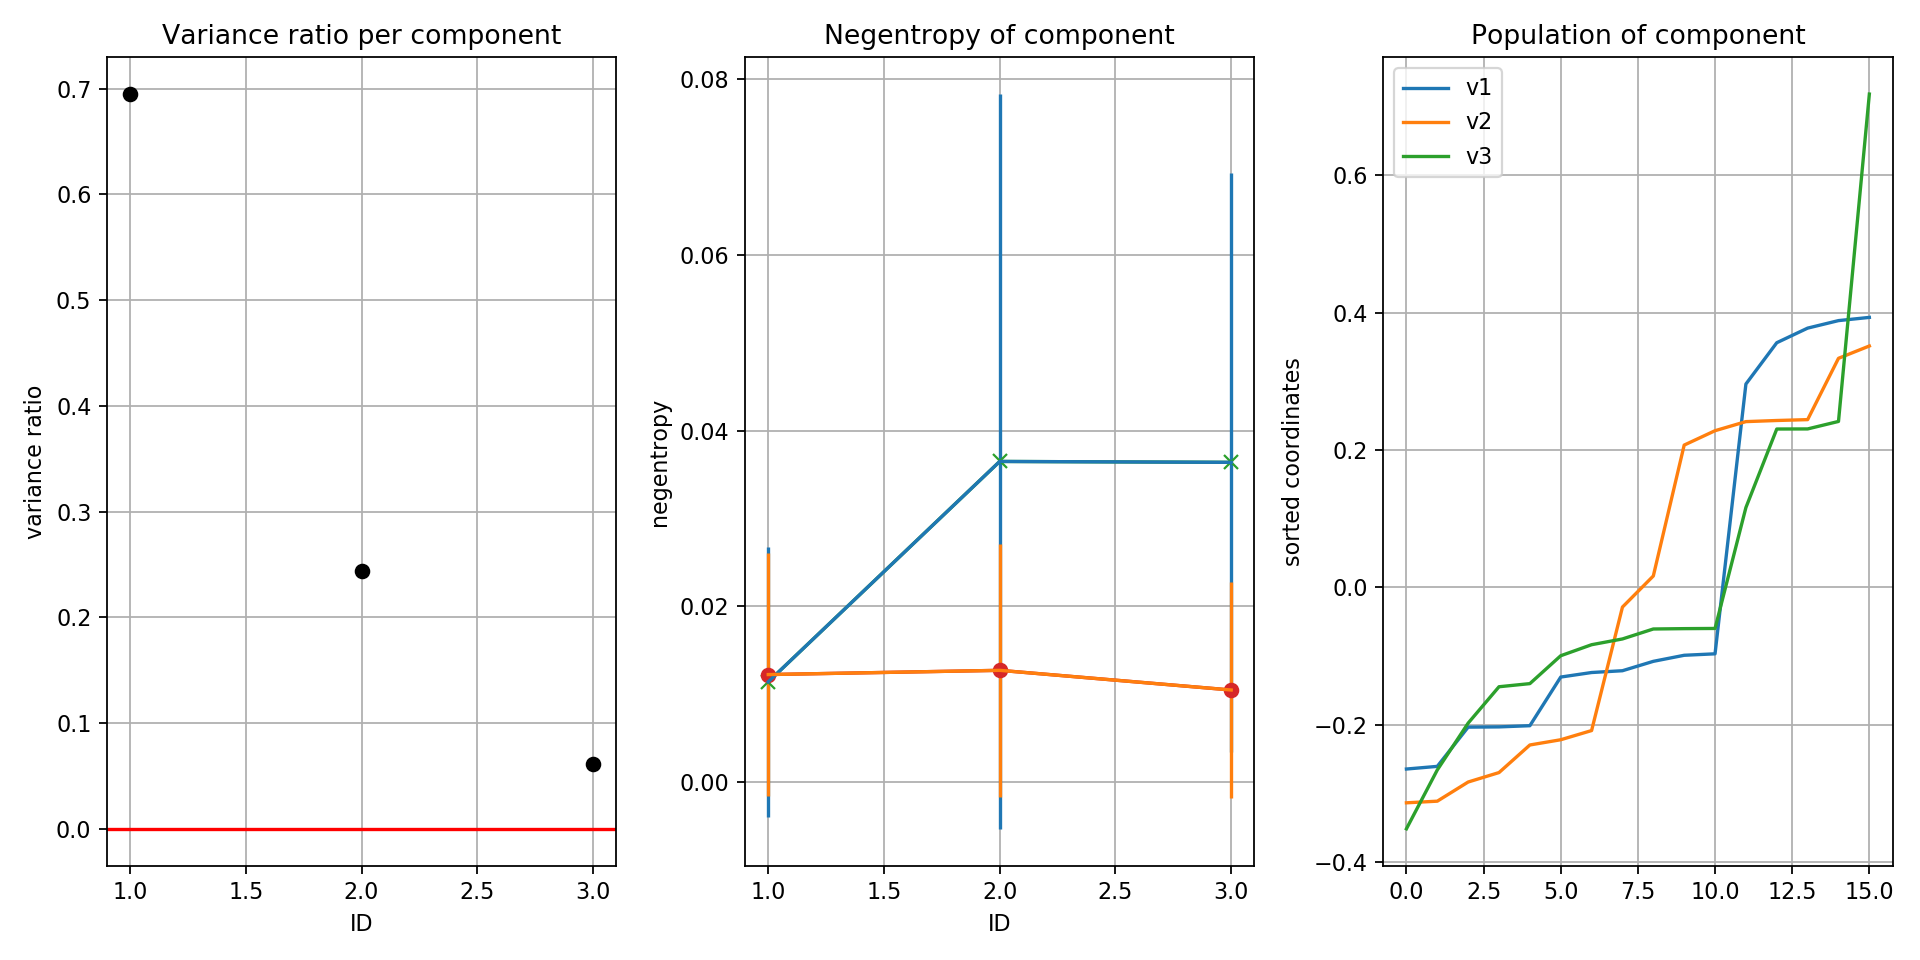 Variance ratio per component
variance ratio
0.7
0.6
0.5
0.4
0.3
0.2
0.1
0.0
1.0 1.5 2.0 2.5 3.0
ID
Negentropy of component
negentropy
0.08
0.06
0.04
0.02
0.00
1.0 1.5 2.0 2.5 3.0
ID
Population of component
sorted coordinates
v1
v2
v3
0.6
0.4
0.2
0.0
−0.2
−0.4
0.0 2.5 5.0 7.5 10.0 12.5 15.0